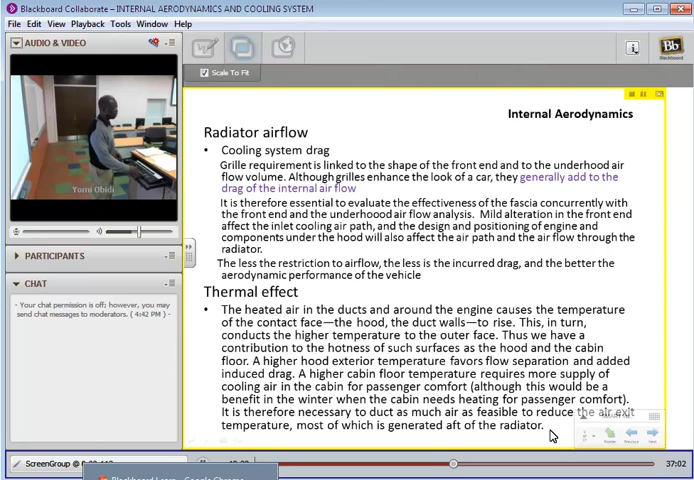 Blackboard Collaborate – INTERNAL AERODYNAMICS AND COOLING SYSTEM
File Edit View Playback Tools Window Help
AUDIO & VIDEO
Bb
Blackboard
Scale To Fit
Yomi Obidi
PARTICIPANTS
CHAT
- Your chat permission is off; however, you may
send chat messages to moderators. ( 4:42 PM ) -
Internal Aerodynamics
Radiator airflow
• Cooling system drag
Grille requirement is linked to the shape of the front end and to the underhood air
flow volume. Although grilles enhance the look of a car, they generally add to the
drag of the internal air flow
It is therefore essential to evaluate the effectiveness of the fascia concurrently with
the front end and the underhoood air flow analysis. Mild alteration in the front end
affect the inlet cooling air path, and the design and positioning of engine and
components under the hood will also affect the air path and the air flow through the
radiator.
The less the restriction to airflow, the less is the incurred drag, and the better the
aerodynamic performance of the vehicle
Thermal effect
• The heated air in the ducts and around the engine causes the temperature
of the contact face—the hood, the duct walls—to rise. This, in turn,
conducts the higher temperature to the outer face. Thus we have a
contribution to the hotness of such surfaces as the hood and the cabin
floor. A higher hood exterior temperature favors flow separation and added
induced drag. A higher cabin floor temperature requires more supply of
cooling air in the cabin for passenger comfort (although this would be a
benefit in the winter when the cabin needs heating for passenger comfort).
It is therefore necessary to duct as much air as feasible to reduce the air exit
temperature, most of which is generated aft of the radiator.
Previous Next
ScreenGroup @
37:02
Blackboard Learn - Google Chrome